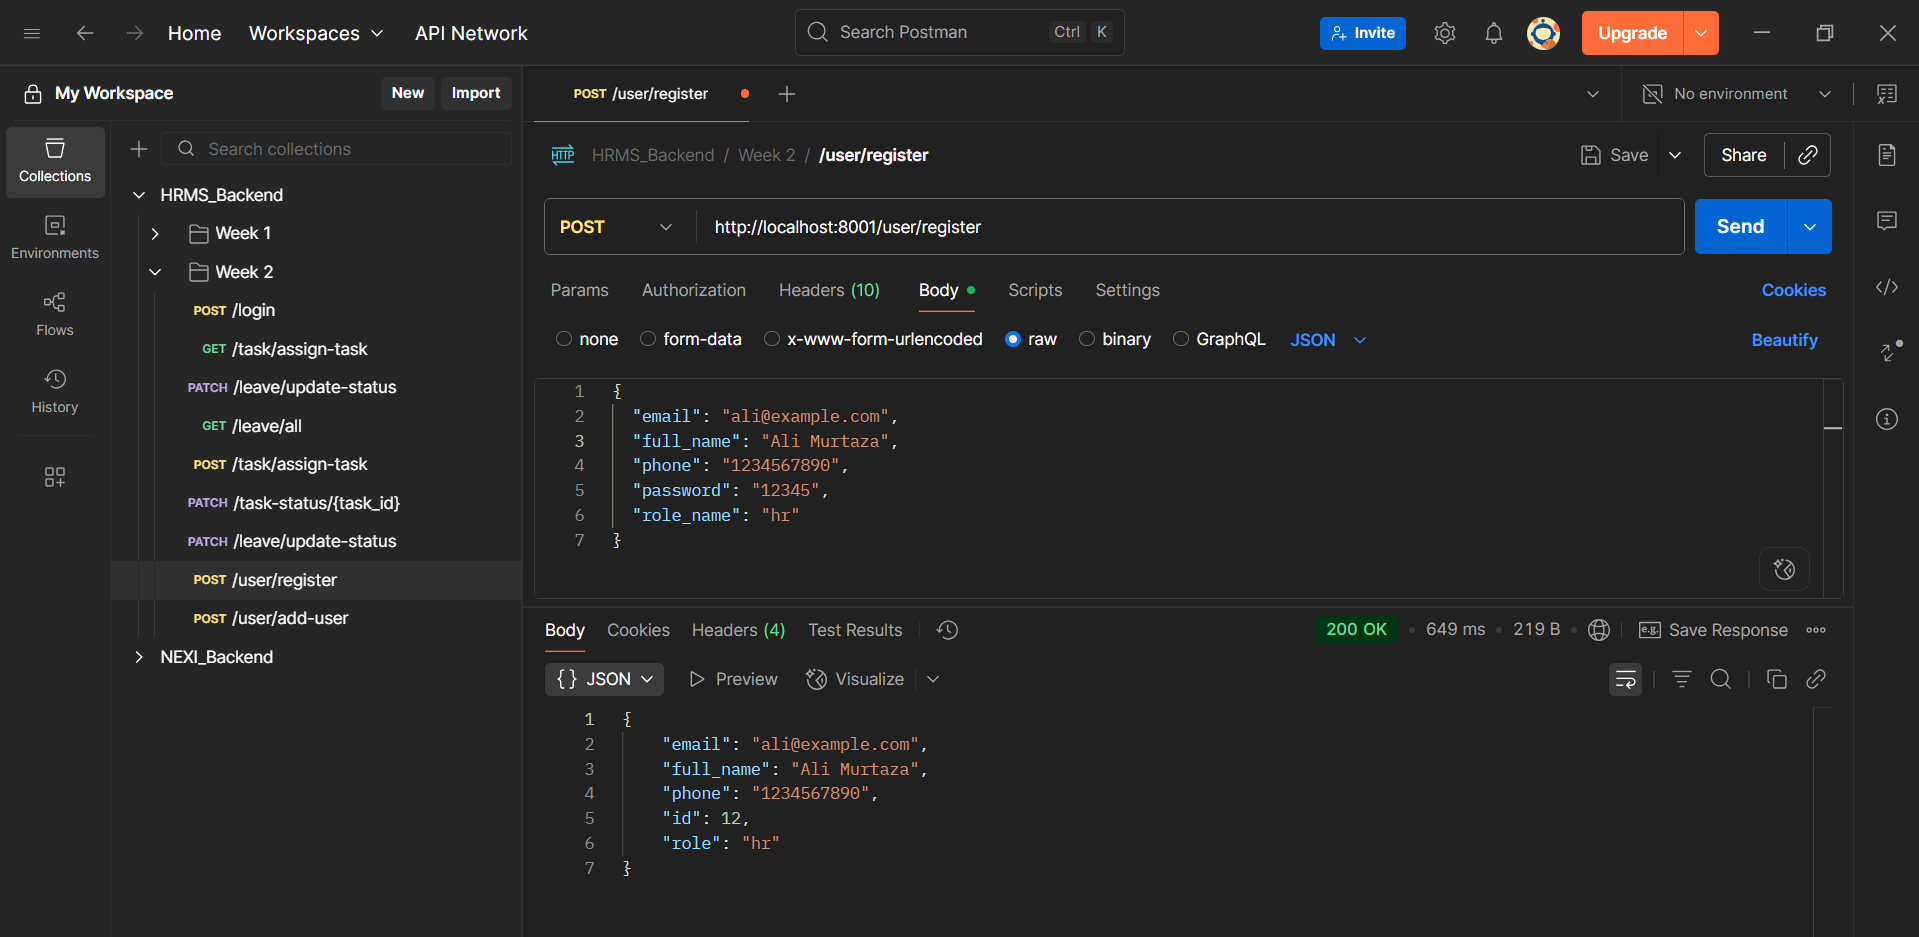 Home Workspaces API Network Search Postman Ctrl K Invite Upgrade
My Workspace New Import
POST /user/register
No environment
Collections
Environments
Flows
History
Search collections
HRMS_Backend
Week 1
Week 2
POST /login
GET /task/assign-task
PATCH /leave/update-status
GET /leave/all
POST /task/assign-task
PATCH /task-status/{task_id}
PATCH /leave/update-status
POST /user/register
POST /user/add-user
NEXI_Backend
HTTP HRMS_Backend / Week 2 / /user/register Save Share
POST http://localhost:8001/user/register Send
Params Authorization Headers (10) Body Scripts Settings Cookies
none form-data x-www-form-urlencoded raw binary GraphQL JSON Beautify
1 {
2 "email": "ali@example.com",
3 "full_name": "Ali Murtaza",
4 "phone": "1234567890",
5 "password": "12345",
6 "role_name": "hr"
7 }
Body Cookies Headers (4) Test Results 200 OK 649 ms 219 B e.g. Save Response
{} JSON Preview Visualize
1 {
2 "email": "ali@example.com",
3 "full_name": "Ali Murtaza",
4 "phone": "1234567890",
5 "id": 12,
6 "role": "hr"
7 }